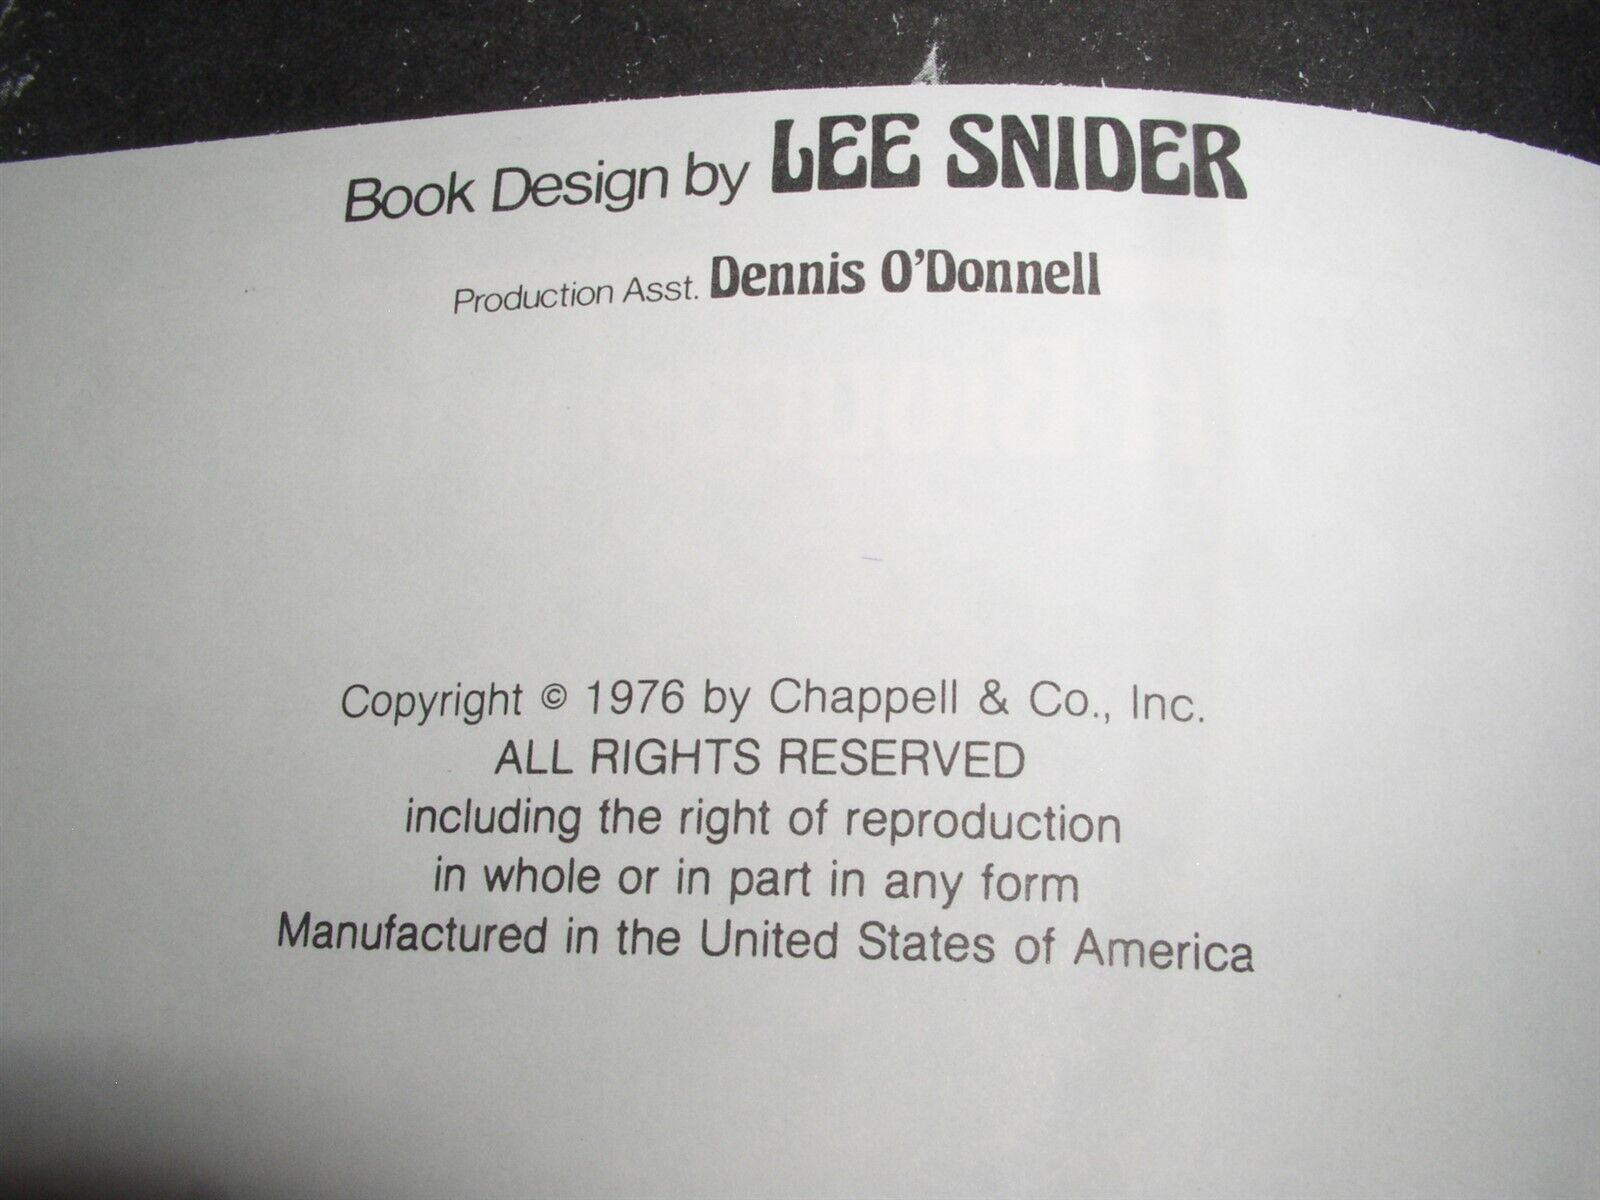 Book Design by LEE SNIDER
Production Asst. Dennis O'Donnell
Copyright © 1976 by Chappell & Co., Inc.
ALL RIGHTS RESERVED
including the right of reproduction
in whole or in part in any form
Manufactured in the United States of America